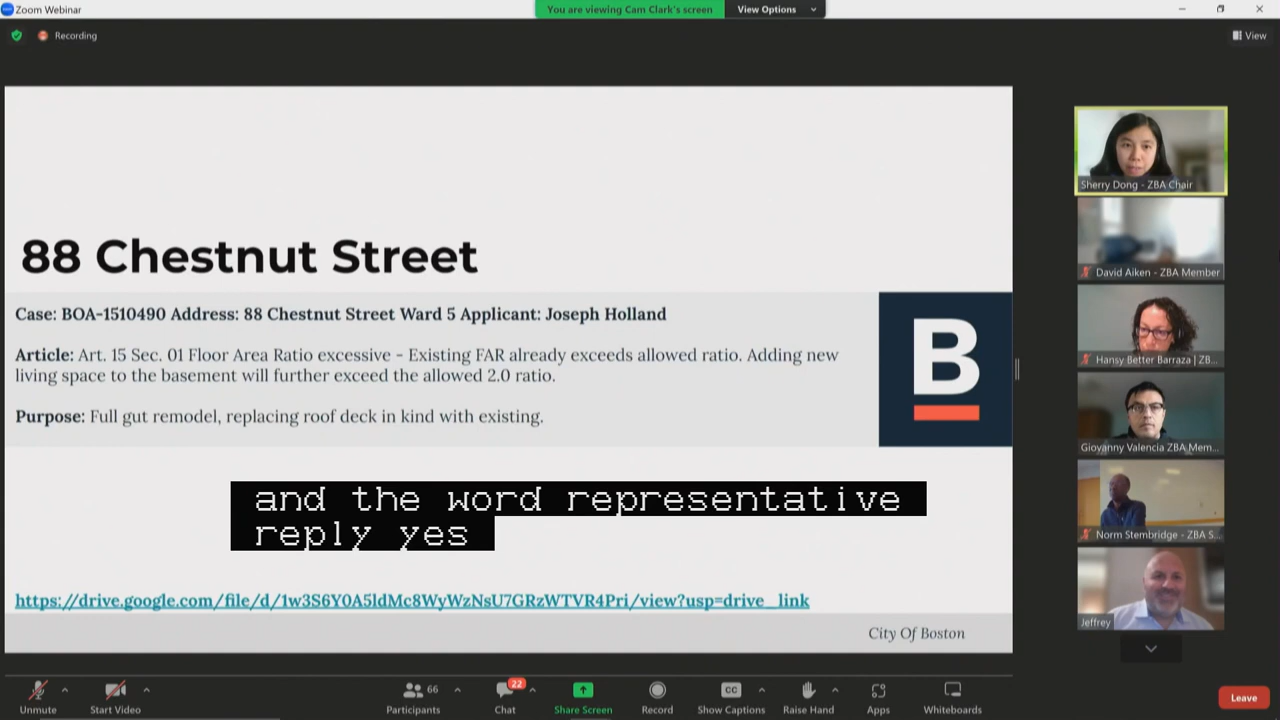 Zoom Webinar
You are viewing Cam Clark's screen
View Options
Recording
View
88 Chestnut Street
Case: BOA-1510490 Address: 88 Chestnut Street Ward 5 Applicant: Joseph Holland
Article: Art. 15 Sec. 01 Floor Area Ratio excessive - Existing FAR already exceeds allowed ratio. Adding new
living space to the basement will further exceed the allowed 2.0 ratio.
Purpose: Full gut remodel, replacing roof deck in kind with existing.
B
and the word representative
reply yes
https://drive.google.com/file/d/1w3S6Y0A5ldMc8WyWzNsU7GRzWTVR4Pri/view?usp=drive_link
City Of Boston
Sherry Dong - ZBA Chair
David Aiken - ZBA Member
Hansy Better Barraza | ZB...
Giovanny Valencia ZBA Mem...
Norm Stembridge - ZBA S...
Jeffrey
Unmute
Start Video
66
Participants
22
Chat
Share Screen
Record
CC
Show Captions
Raise Hand
Apps
Whiteboards
Leave